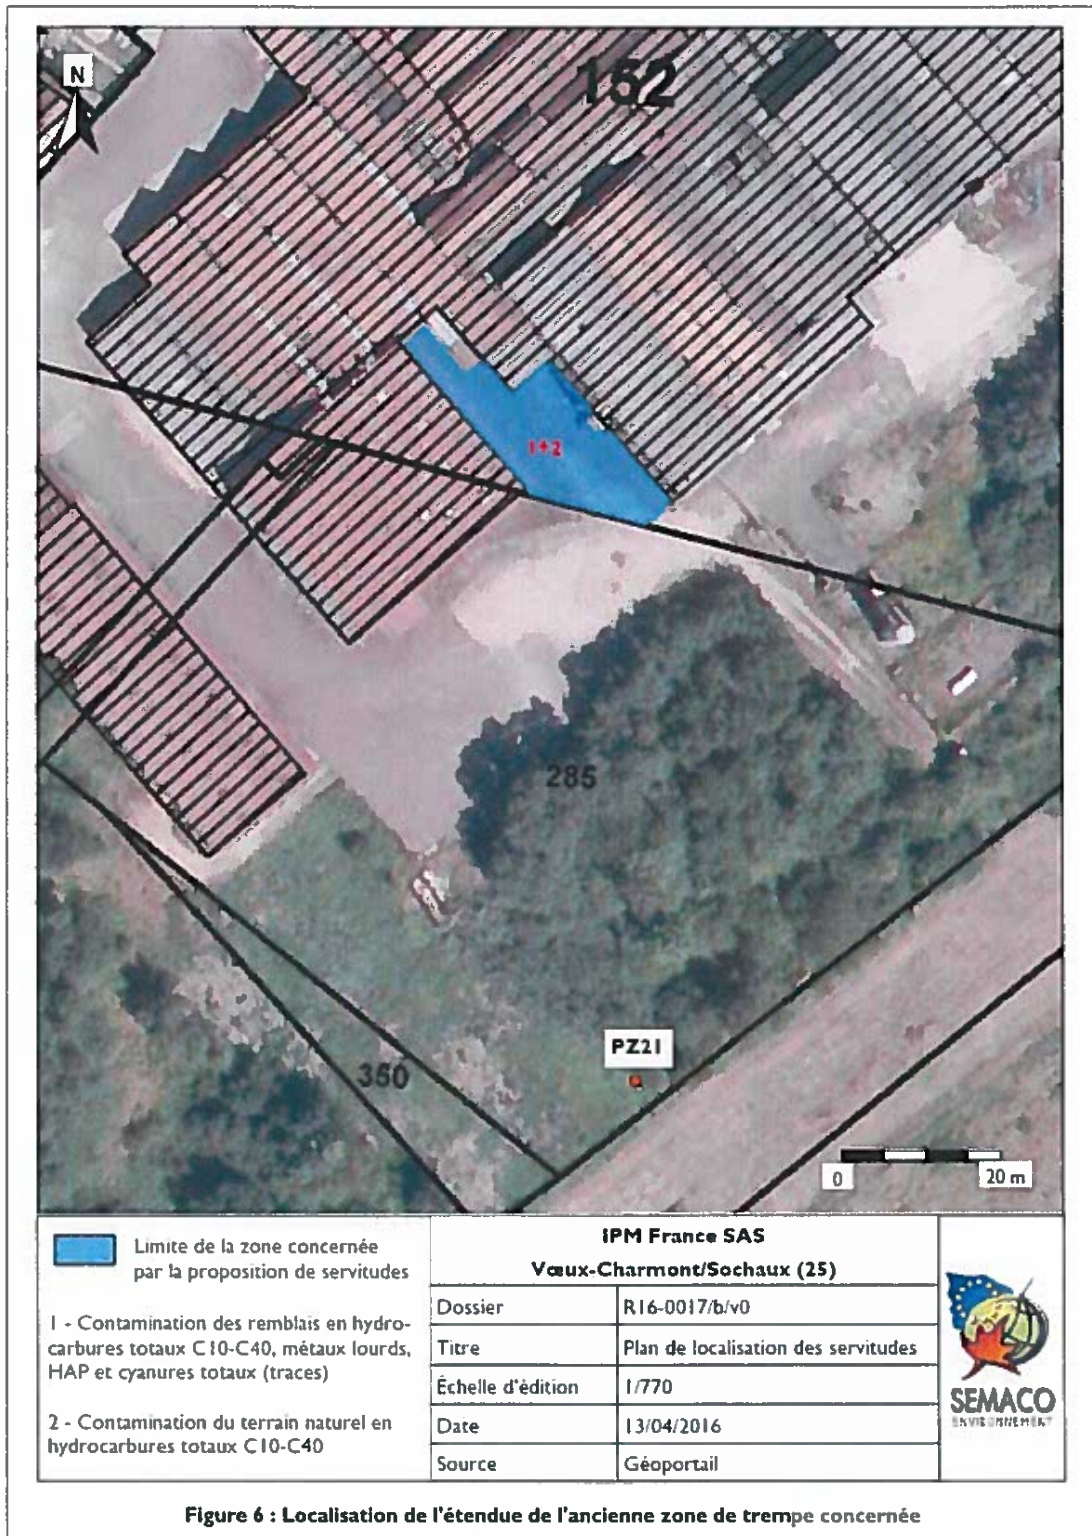 N
152
1+2
285
PZ21
350
0
20 m
Limite de la zone concernée
par la proposition de servitudes
1 - Contamination des remblais en hydro-
carbures totaux C10-C40, métaux lourds,
HAP et cyanures totaux (traces)
2 - Contamination du terrain naturel en
hydrocarbures totaux C10-C40
IPM France SAS
Vœux-Charmont/Sochaux (25)
Dossier R16-0017/b/v0
Titre Plan de localisation des servitudes
Échelle d'édition 1/770
Date 13/04/2016
Source Géoportail
SEMACO
ENVIRONNEMENT
Figure 6 : Localisation de l'étendue de l'ancienne zone de trempe concernée